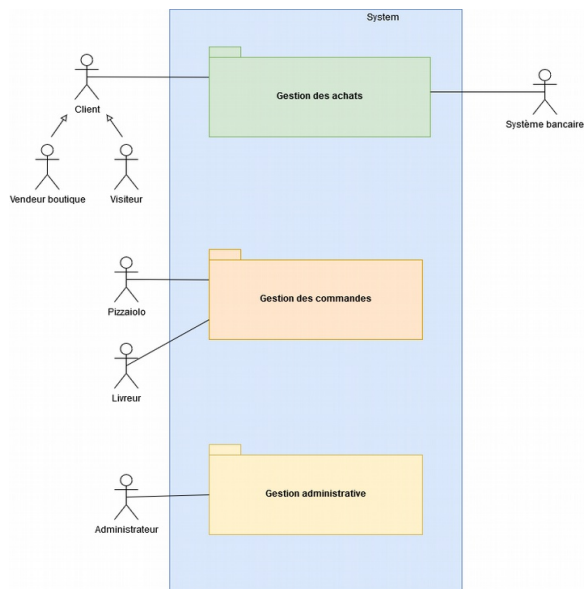 System
Gestion des achats
Client
Système bancaire
Vendeur boutique
Visiteur
Gestion des commandes
Pizzaiolo
Livreur
Gestion administrative
Administrateur